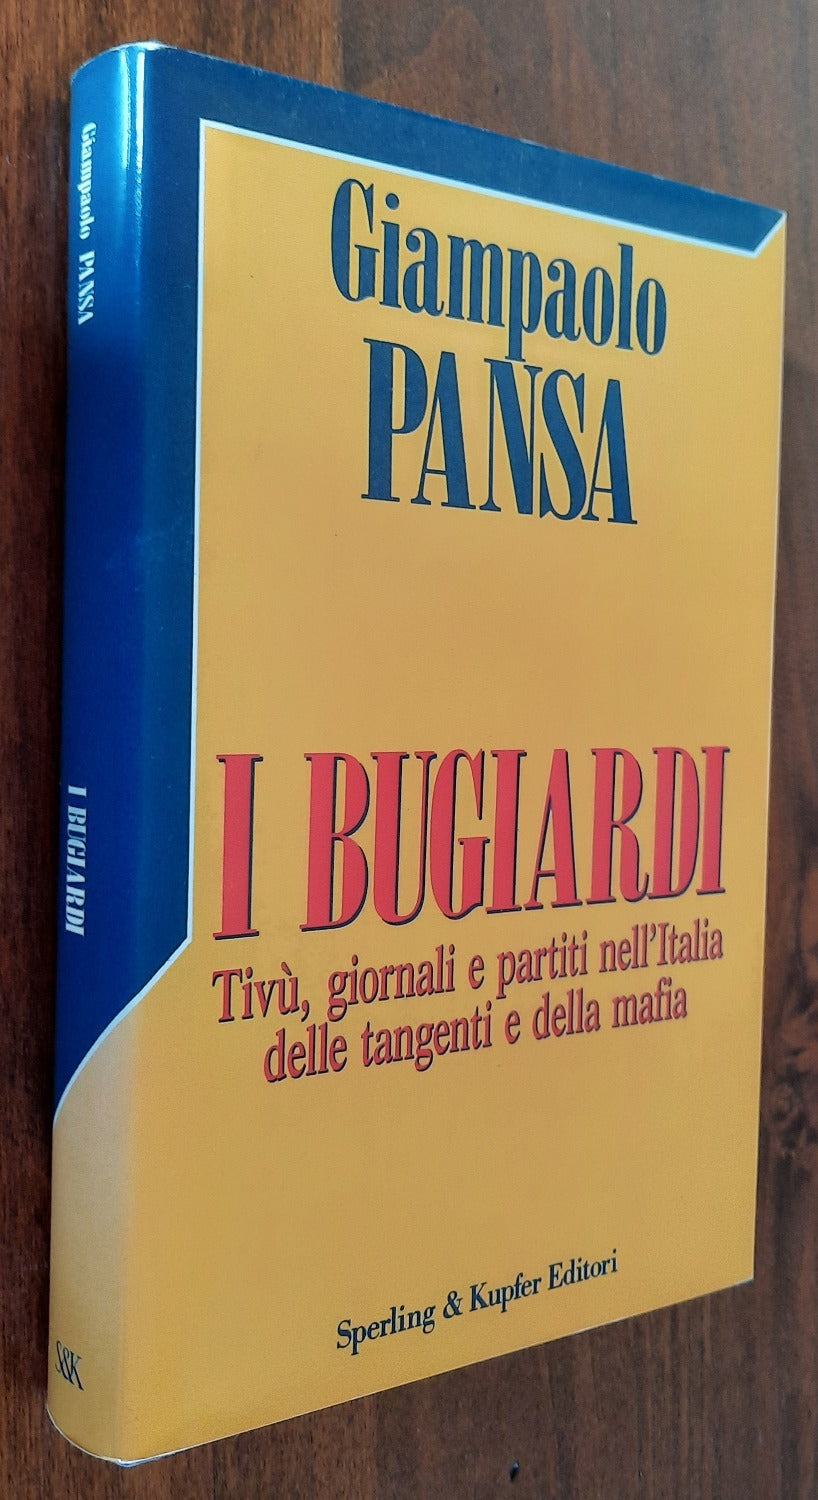 Giampaolo PANSA
I BUGIARDI
S&K
Giampaolo
PANSA
I BUGIARDI
Tivù, giornali e partiti nell'Italia
delle tangenti e della mafia
Sperling & Kupfer Editori